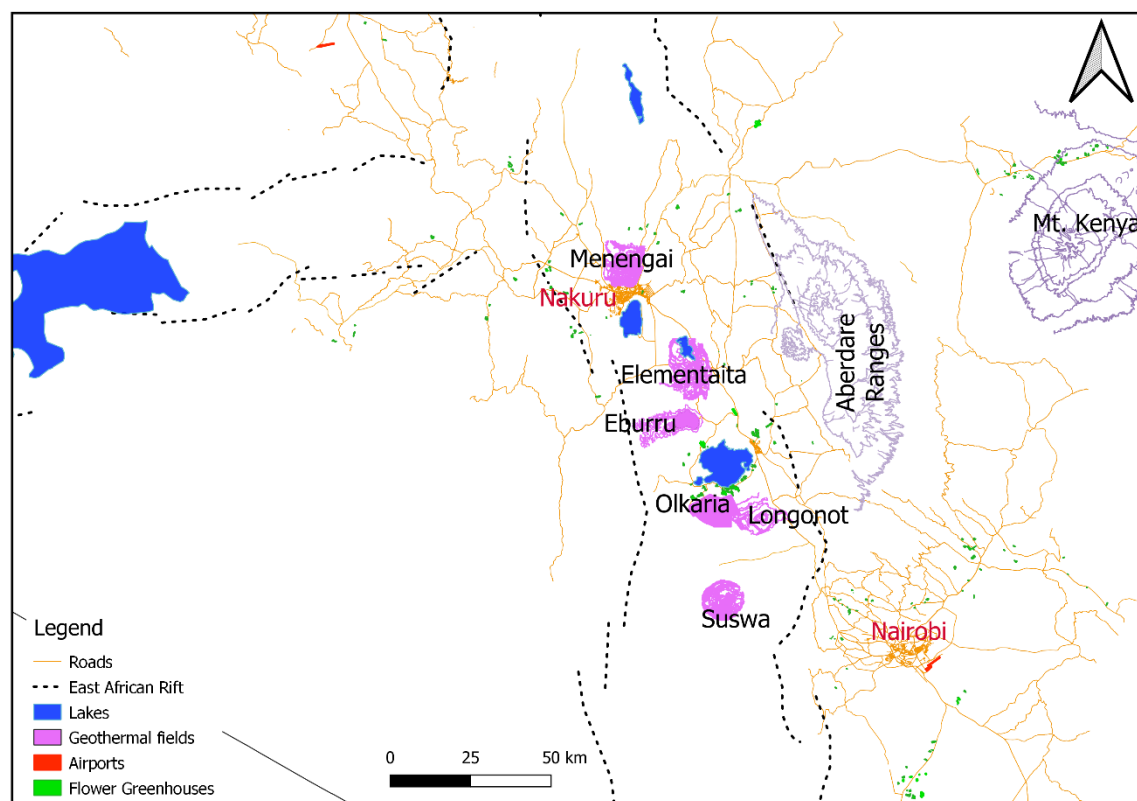 Mt. Kenya
Menengai
Nakuru
Aberdare
Ranges
Elementaita
Eburru
Olkaria
Longonot
Suswa
Nairobi
Legend
Roads
East African Rift
Lakes
Geothermal fields
Airports
Flower Greenhouses
0 25 50 km